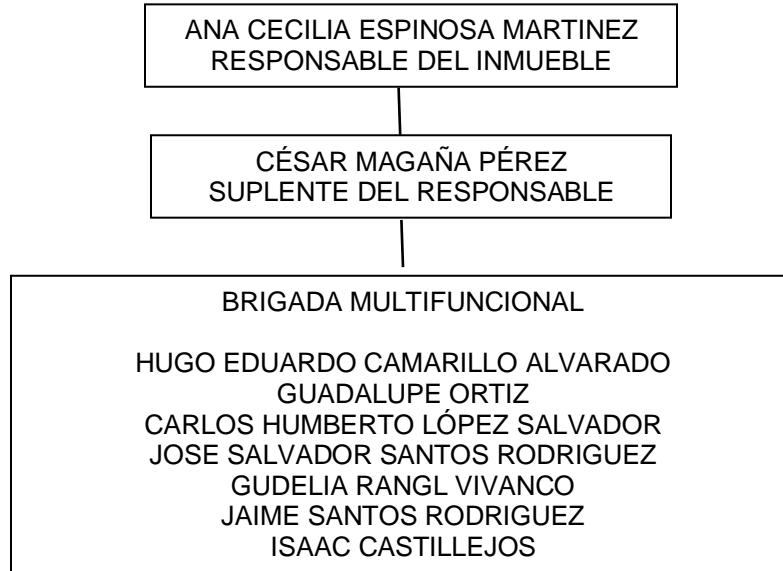 ANA CECILIA ESPINOSA MARTINEZ
RESPONSABLE DEL INMUEBLE
CÉSAR MAGAÑA PÉREZ
SUPLENTE DEL RESPONSABLE
BRIGADA MULTIFUNCIONAL
HUGO EDUARDO CAMARILLO ALVARADO
GUADALUPE ORTIZ
CARLOS HUMBERTO LÓPEZ SALVADOR
JOSE SALVADOR SANTOS RODRIGUEZ
GUDELIA RANGL VIVANCO
JAIME SANTOS RODRIGUEZ
ISAAC CASTILLEJOS